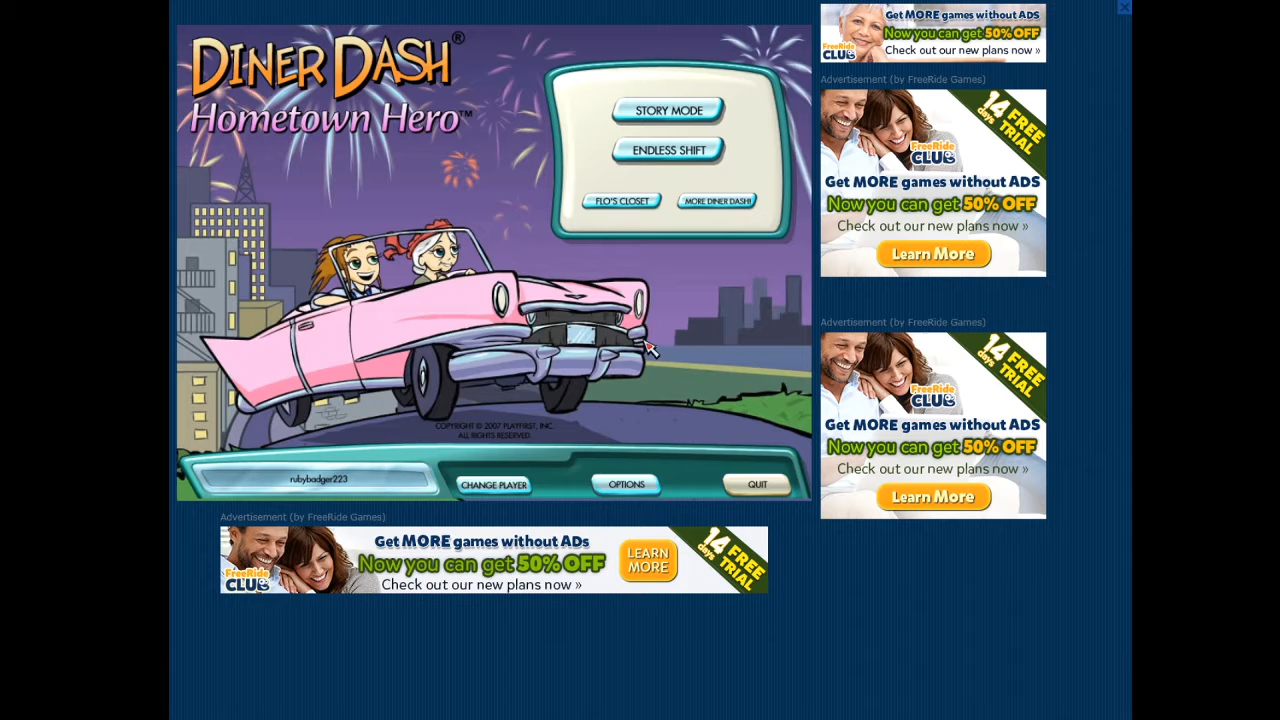 DINER DASH®
Hometown Hero™
STORY MODE
ENDLESS SHIFT
FLO'S CLOSET
MORE DINER DASH!
COPYRIGHT © 2007 PLAYFIRST, INC.
ALL RIGHTS RESERVED.
rubybadger223
CHANGE PLAYER
OPTIONS
QUIT
Advertisement (by FreeRide Games)
FreeRide
CLUB
Get MORE games without ADs
Now you can get 50% OFF
Check out our new plans now »
LEARN
MORE
14 FREE
days TRIAL
FreeRide
CLUB
Get MORE games without ADS
Now you can get 50% OFF
Check out our new plans now »
Advertisement (by FreeRide Games)
14 FREE
days TRIAL
FreeRide
CLUB
Get MORE games without ADS
Now you can get 50% OFF
Check out our new plans now »
Learn More
Advertisement (by FreeRide Games)
14 FREE
days TRIAL
FreeRide
CLUB
Get MORE games without ADS
Now you can get 50% OFF
Check out our new plans now »
Learn More